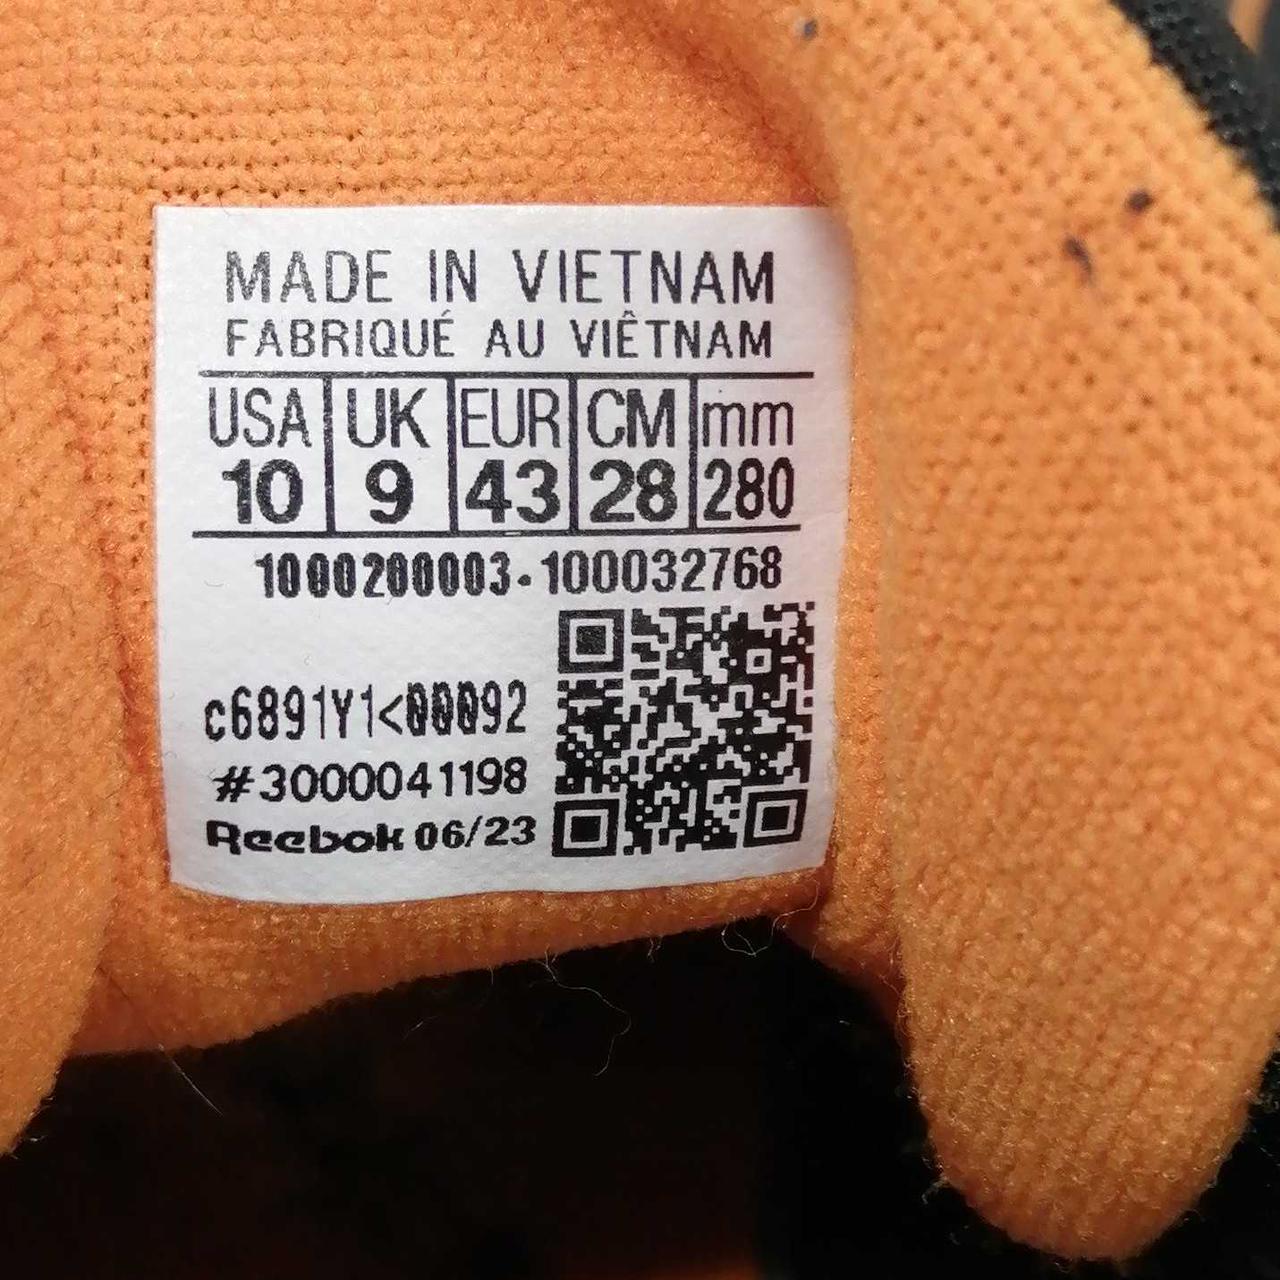 MADE IN VIETNAM
FABRIQUÉ AU VIÊTNAM
USA UK EUR CM mm
10 9 43 28 280
1000200003-100032768
c6891Y1<00092
#3000041198
Reebok 06/23